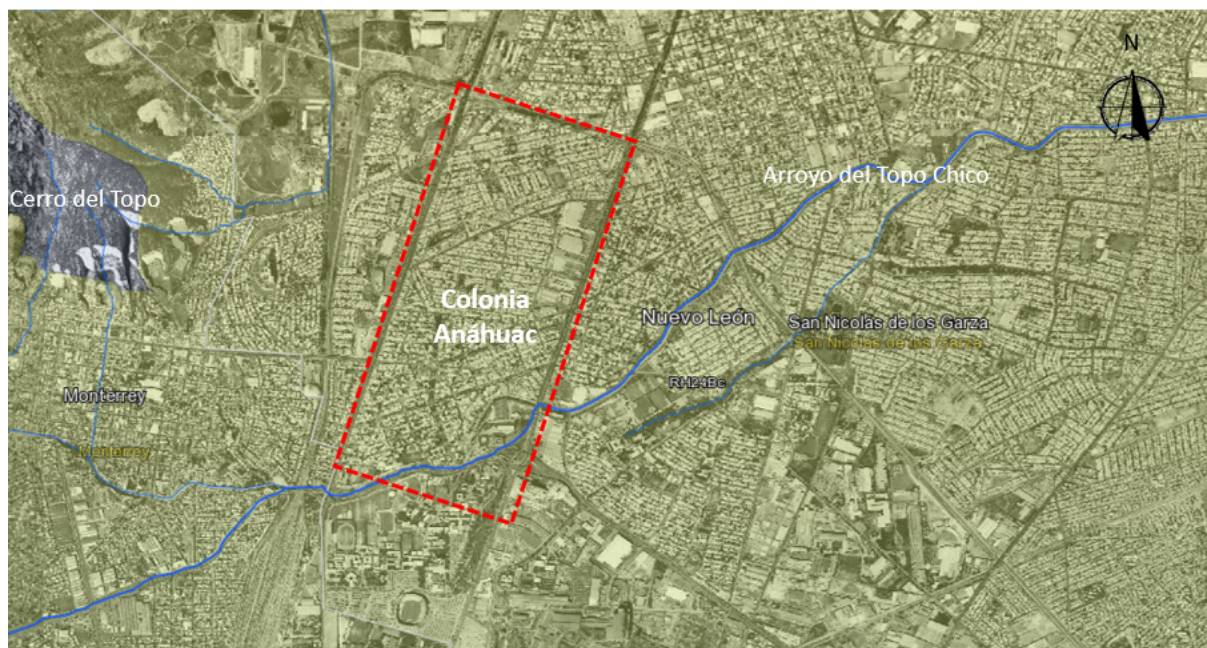 N
Arroyo del Topo Chico
Cerro del Topo
Colonia
Anáhuac
Nuevo León
San Nicolás de los Garza
San Nicolás de los Garza
RH24Bc
Monterrey
Monterrey